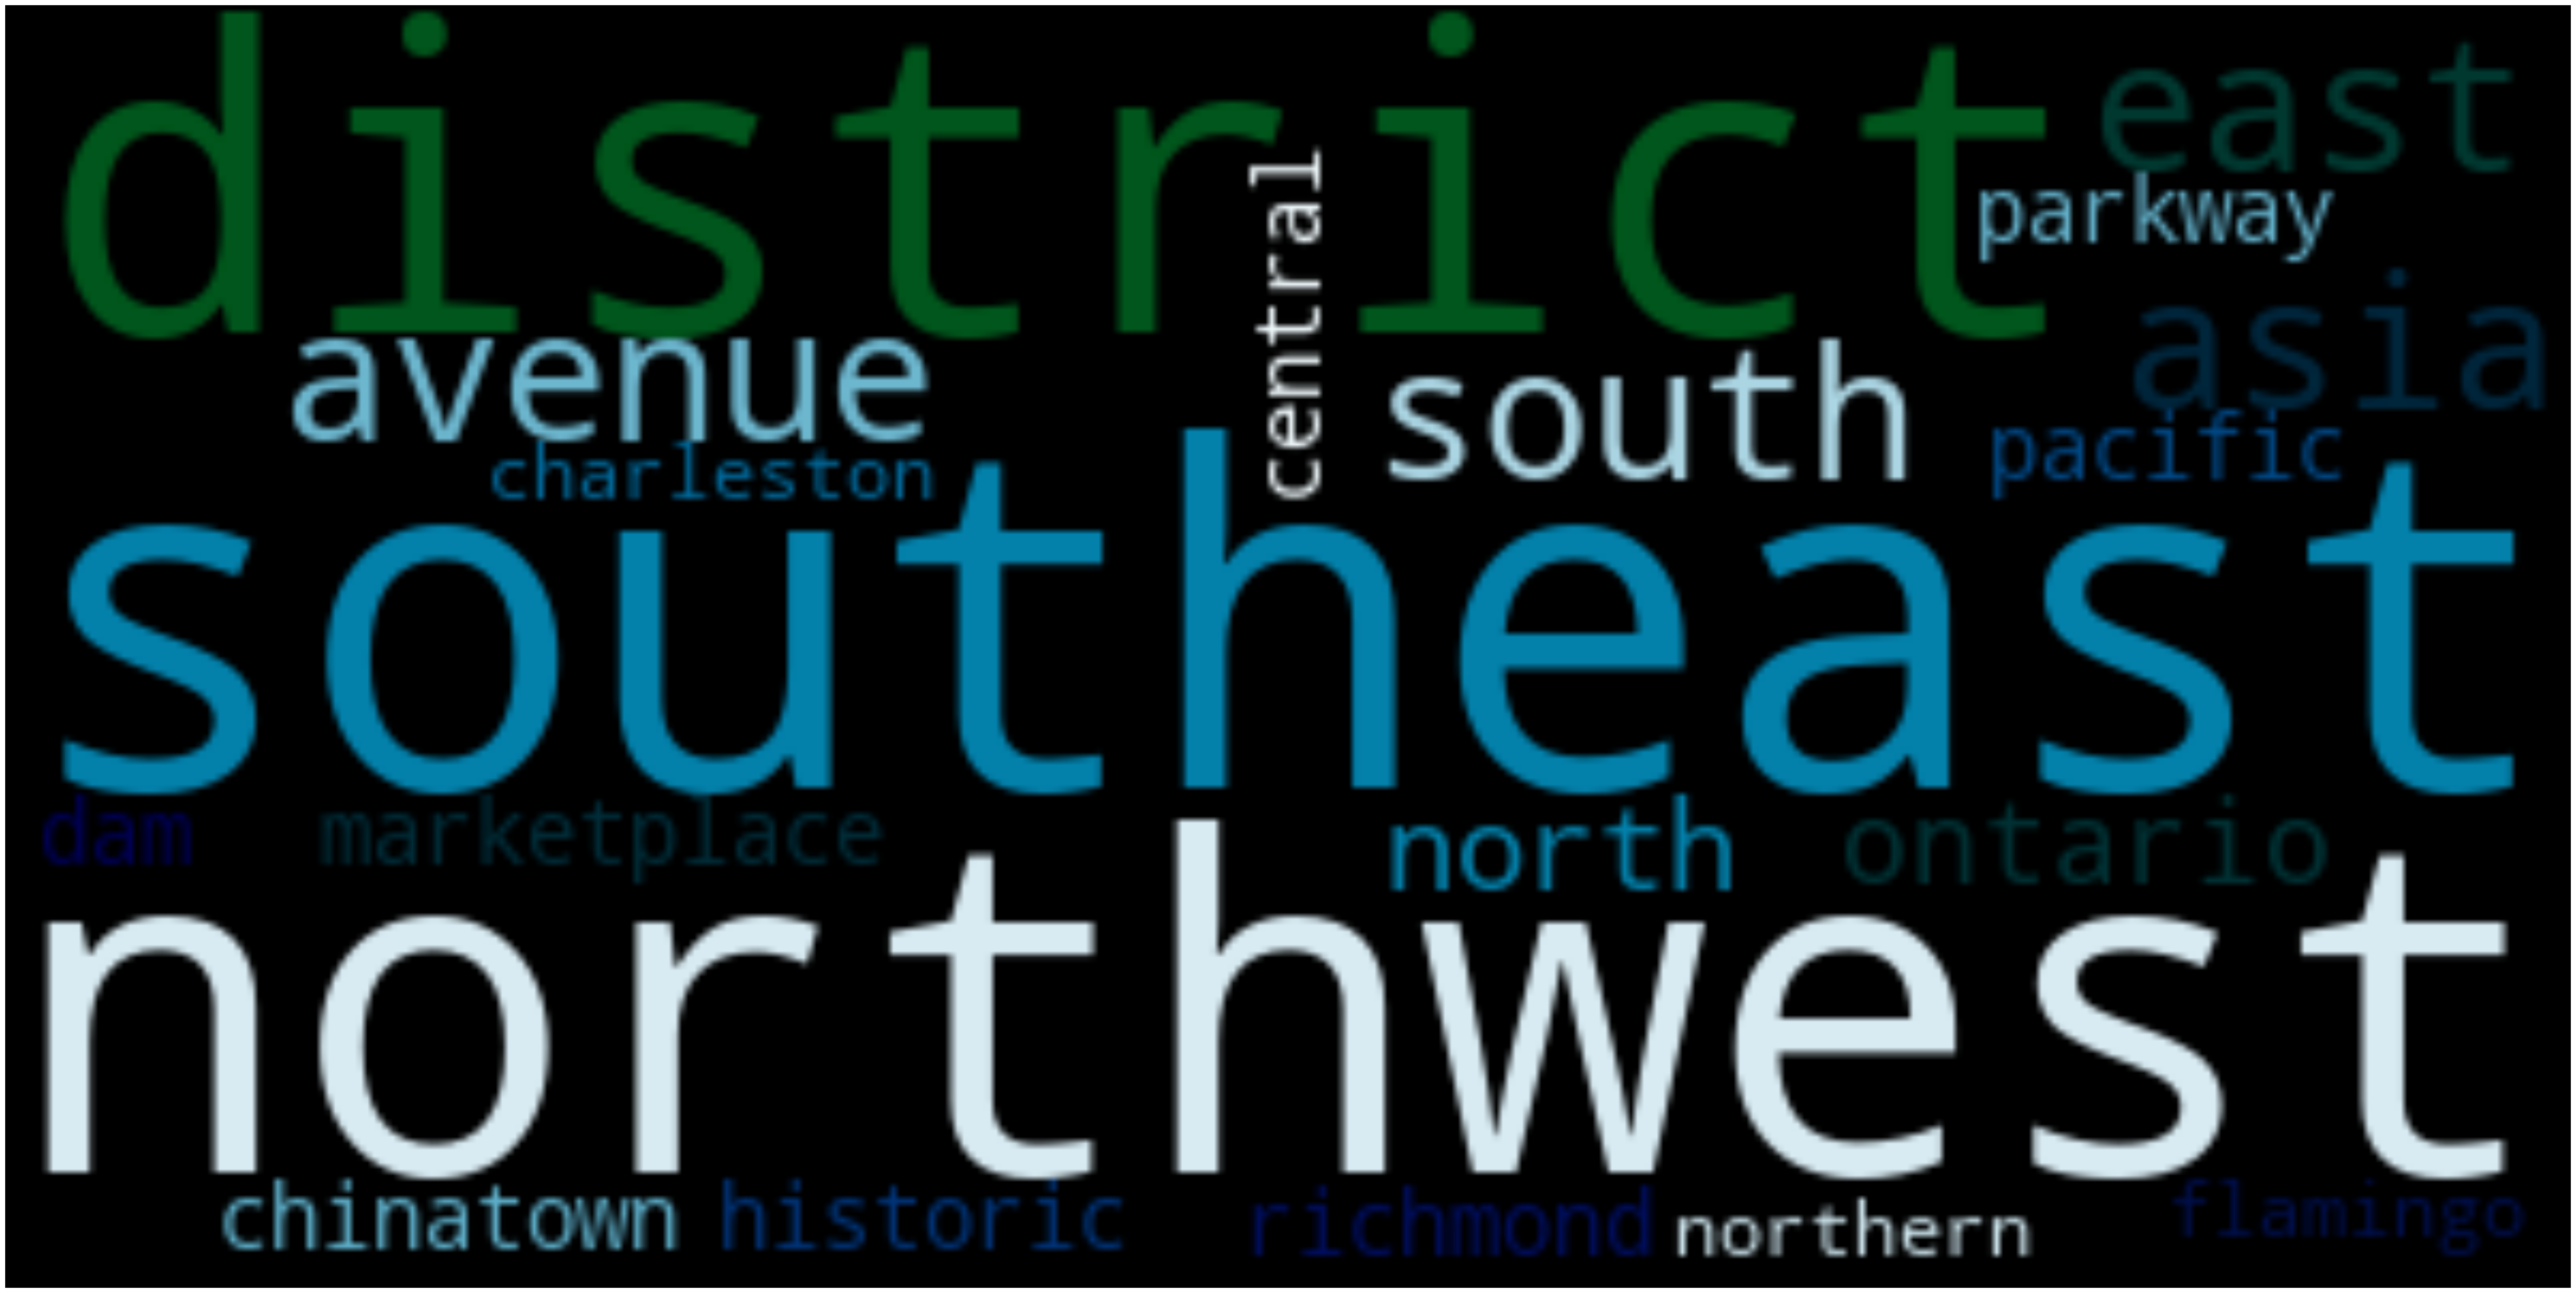 district
east
parkway
central
asia
avenue
south
pacific
charleston
southeast
dam
marketplace
north
ontario
northwest
chinatown
historic
richmond
northern
flamingo